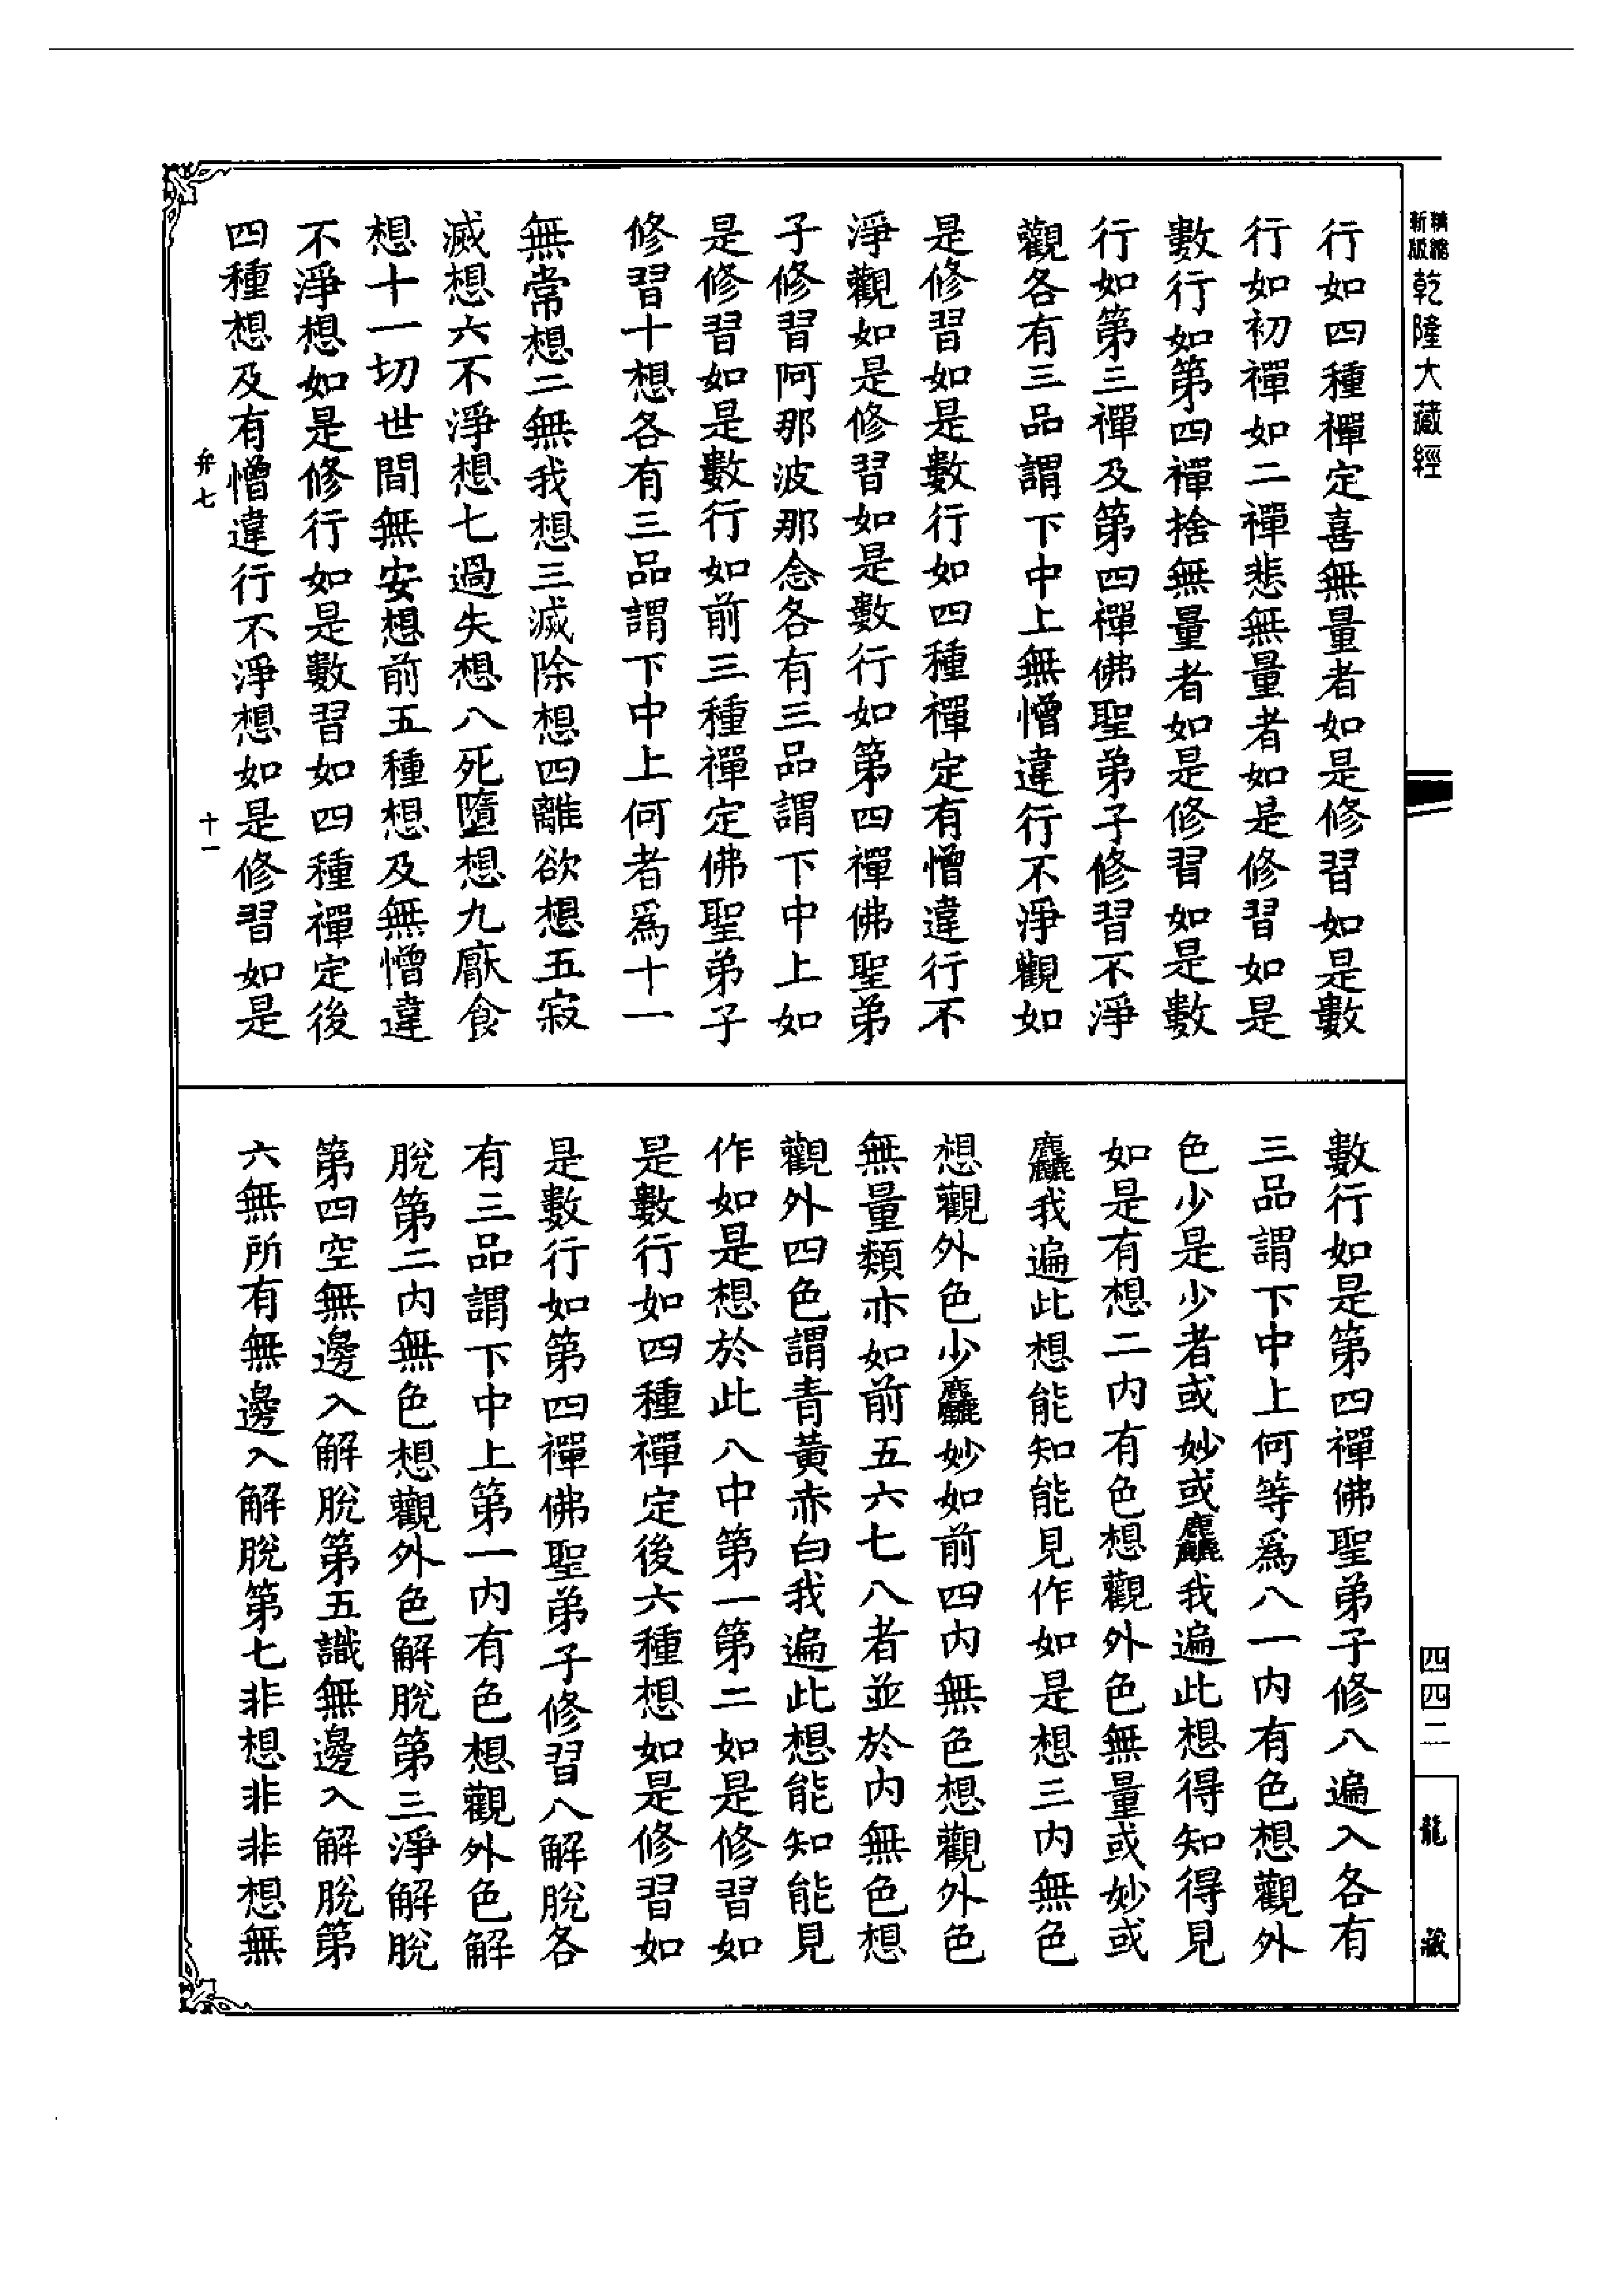 精縮
新版
乾隆大藏經
行如四種禪定喜無量者如是修習如是數
行如初禪如二禪悲無量者如是修習如是
數行如第四禪捨無量者如是修習如是數
行如第三禪及第四禪佛聖弟子修習不淨
觀各有三品謂下中上無憎違行不淨觀如
是修習如是數行如四種禪定有憎違行不
淨觀如是修習如是數行如第四禪佛聖弟
子修習阿那波那念各有三品謂下中上如
是修習如是數行如前三種禪定佛聖弟子
修習十想各有三品謂下中上何者為十一
無常想二無我想三滅除想四離欲想五寂
滅想六不淨想七過失想八死墮想九厭食
想十一切世間無安想前五種想及無憎違
不淨想如是修行如是數習如四種禪定後
四種想及有憎違行不淨想如是修習如是
弁七
十一
數行如是第四禪佛聖弟子修八遍入各有
三品謂下中上何等為八一內有色想觀外
色少是少者或妙或麤我遍此想得知得見
如是有想二內有色想觀外色無量或妙或
麤我遍此想能知能見作如是想三內無色
想觀外色少麤妙如前四內無色想觀外色
無量類亦如前五六七八者並於內無色想
觀外四色謂青黃赤白我遍此想能知能見
作如是想於此八中第一第二如是修習如
是數行如四種禪定後六種想如是修習如
是數行如第四禪佛聖弟子修習八解脫各
有三品謂下中上第一內有色想觀外色解
脫第二內無色想觀外色解脫第三淨解脫
第四空無邊入解脫第五識無邊入解脫第
六無所有無邊入解脫第七非想非非想無
四四二
龍藏